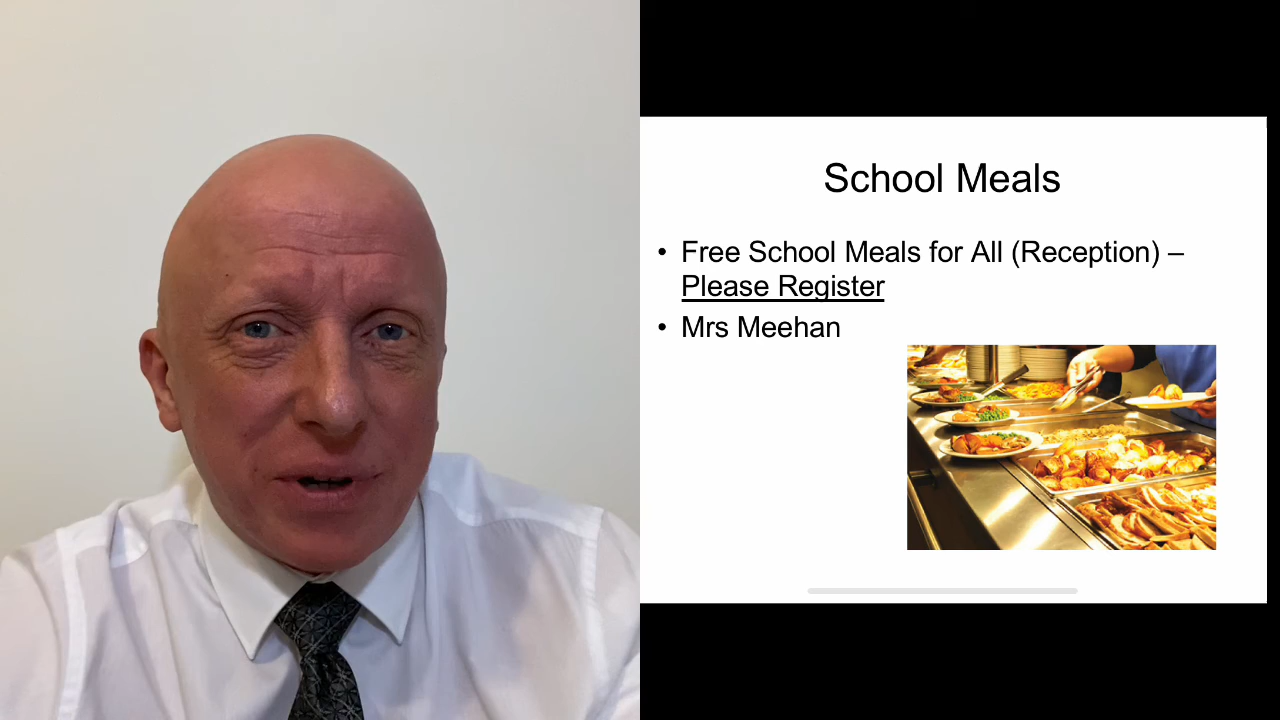 School Meals
• Free School Meals for All (Reception) –
Please Register
• Mrs Meehan